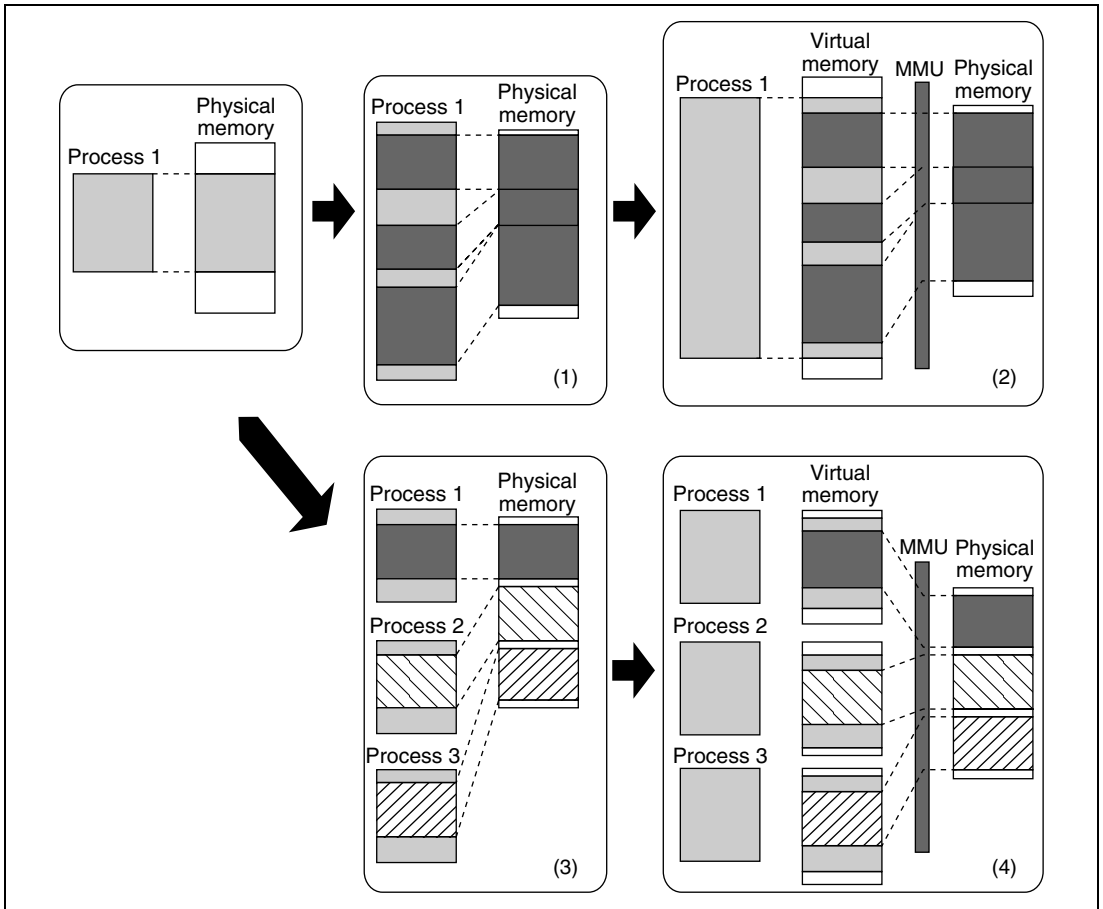 Process 1
Physical
memory
Process 1
Physical
memory
(1)
Process 1
Virtual
memory
MMU
Physical
memory
(2)
Process 1
Physical
memory
Process 2
Process 3
(3)
Process 1
Virtual
memory
MMU
Physical
memory
Process 2
Process 3
(4)